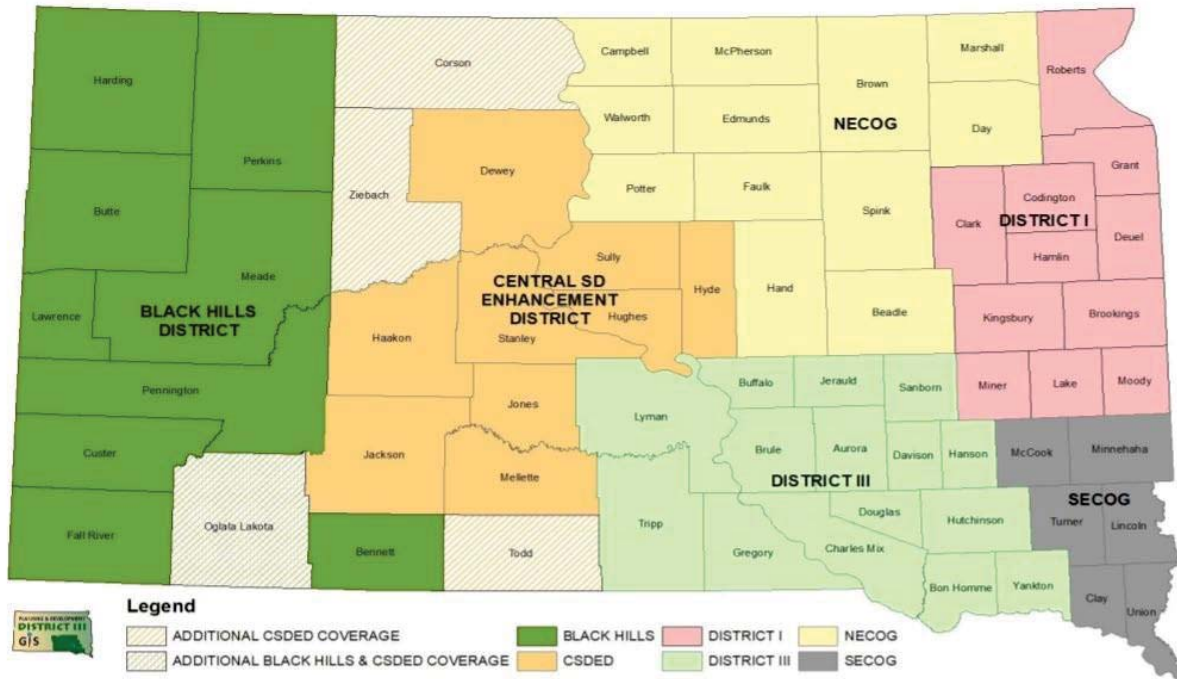 Harding
Perkins
Corson
Campbell
McPherson
Brown
Marshall
Roberts
Walworth
Edmunds
NECOG
Day
Butte
Ziebach
Dewey
Potter
Faulk
Spink
Grant
Codington
Clark
DISTRICT I
Deuel
Hamlin
Meade
Lawrence
BLACK HILLS
DISTRICT
Sully
CENTRAL SD
ENHANCEMENT
DISTRICT
Hyde
Hand
Hughes
Stanley
Haakon
Beadle
Kingsbury
Brookings
Pennington
Jones
Lyman
Buffalo
Jerauld
Sanborn
Miner
Lake
Moody
Custer
Jackson
Mellette
Brule
Aurora
Davison
Hanson
McCook
Minnehaha
DISTRICT III
SECOG
Fall River
Oglala Lakota
Bennett
Todd
Tripp
Gregory
Douglas
Charles Mix
Hutchinson
Turner
Lincoln
Bon Homme
Yankton
Clay
Union
PLANNING & DEVELOPMENT
DISTRICT III
GIS
Legend
ADDITIONAL CSDED COVERAGE
ADDITIONAL BLACK HILLS & CSDED COVERAGE
BLACK HILLS
CSDED
DISTRICT I
DISTRICT III
NECOG
SECOG